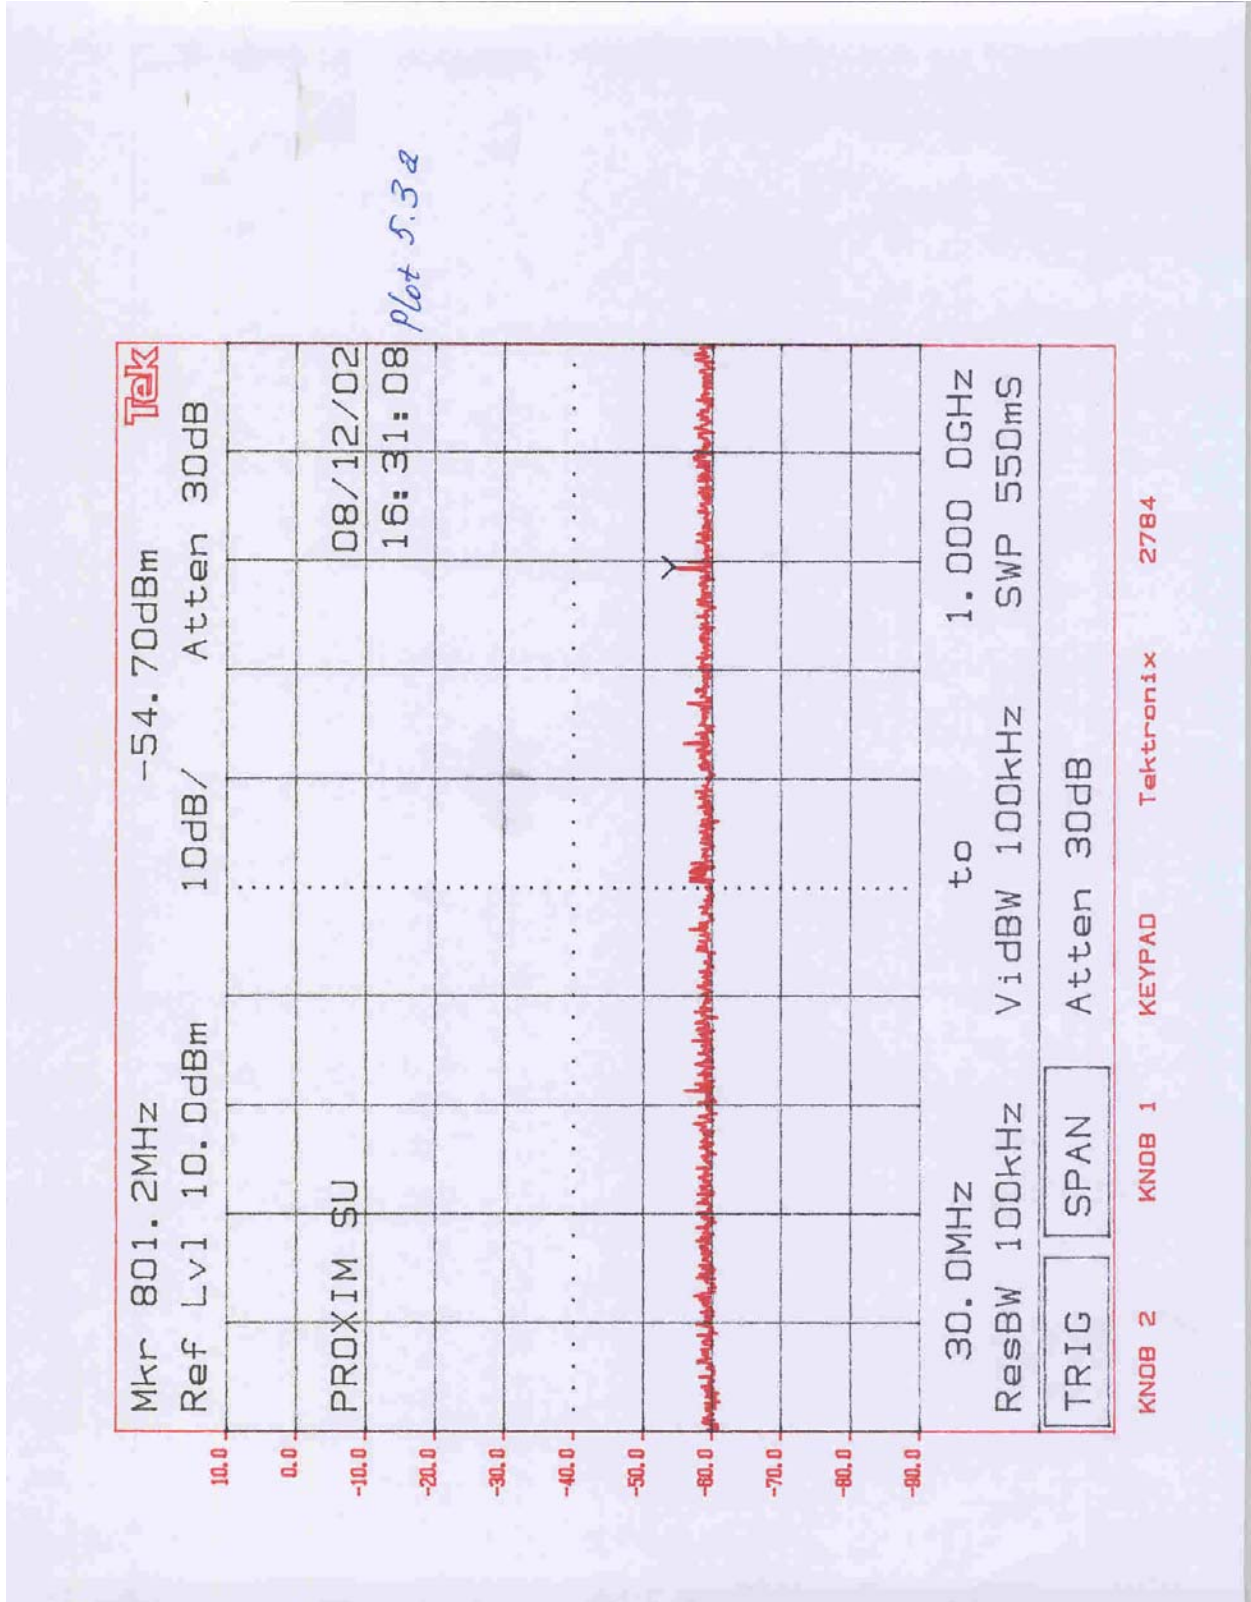 Mkr 801.2MHz -54.70dBm Tek
Ref Lvl 10.0dBm 10dB/ Atten 30dB
10.0
0.0
PROXIM SU 08/12/02
-10.0
16:31:08
Plot 5.3a
-20.0
-30.0
-40.0
-50.0
-60.0
-70.0
-80.0
-90.0
30.0MHz to 1.000 0GHz
ResBW 100kHz VidBW 100kHz SWP 550mS
TRIG SPAN Atten 30dB
KNOB 2 KNOB 1 KEYPAD Tektronix 2784